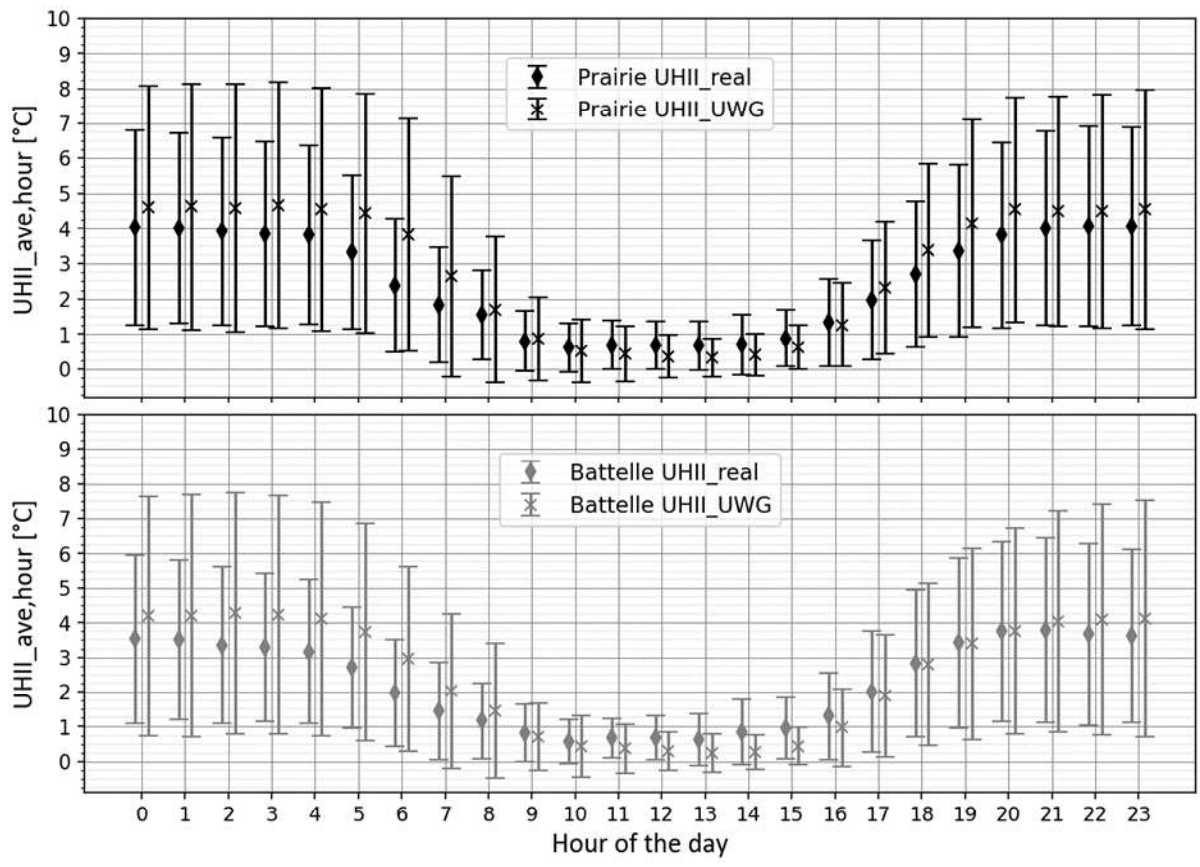 10
9
8
7
6
5
4
3
2
1
0
UHII_ave,hour [°C]
Prairie UHII_real
Prairie UHII_UWG
10
9
8
7
6
5
4
3
2
1
0
UHII_ave,hour [°C]
Battelle UHII_real
Battelle UHII_UWG
0 1 2 3 4 5 6 7 8 9 10 11 12 13 14 15 16 17 18 19 20 21 22 23
Hour of the day